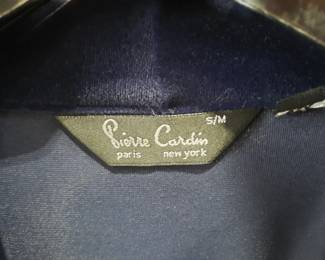 S/M
Pierre Cardin
paris new york